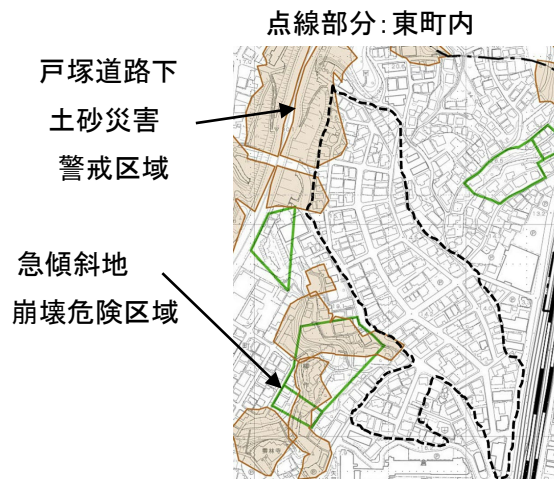 点線部分：東町内
戸塚道路下
土砂災害
警戒区域
急傾斜地
崩壊危険区域